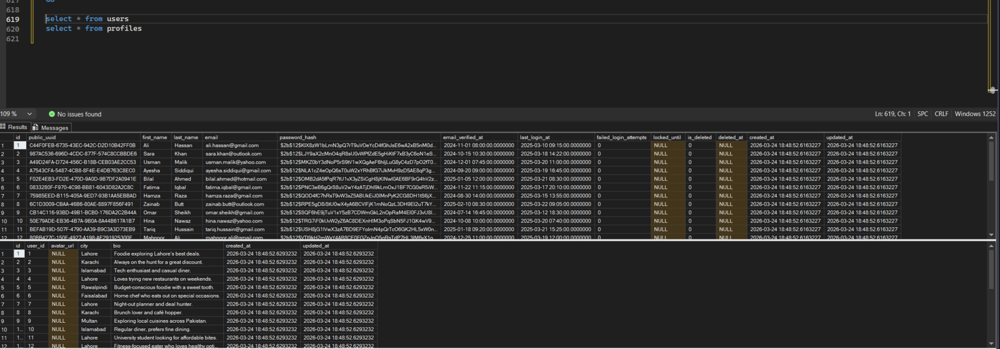 617 GO
618
619 select * from users
620 select * from profiles
621
109 % No issues found Ln: 619, Ch: 1 SPC CRLF Windows 1252
Results Messages
id public_uuid first_name last_name email password_hash email_verified_at last_login_at failed_login_attempts locked_until is_deleted deleted_at created_at updated_at
1 1 C44F0FEB-6735-43EC-942C-D2D10B42FF0B Ali Hassan ali.hassan@gmail.com 2024-11-01 08:00:00.0000000 2025-03-10 09:15:00.0000000 0 NULL 0 NULL 2026-03-24 18:48:52.6163227 2026-03-24 18:48:52.6163227
2 2 987AC536-696D-4CDC-877F-574C8CCBBDE6 Sara Khan sara.khan@outlook.com 2024-10-15 10:30:00.0000000 2025-03-18 14:22:00.0000000 0 NULL 0 NULL 2026-03-24 18:48:52.6163227 2026-03-24 18:48:52.6163227
3 3 A49D24FA-D724-456C-B18B-CEB03AE2CC53 Usman Malik usman.malik@yahoo.com 2024-12-01 07:45:00.0000000 2025-03-20 11:00:00.0000000 0 NULL 0 NULL 2026-03-24 18:48:52.6163227 2026-03-24 18:48:52.6163227
4 4 A7543CFA-5487-4CB8-8F4E-E4DB763C8EC0 Ayesha Siddiqui ayesha.siddiqui@gmail.com 2024-09-20 09:00:00.0000000 2025-03-19 16:45:00.0000000 0 NULL 0 NULL 2026-03-24 18:48:52.6163227 2026-03-24 18:48:52.6163227
5 5 F02E4EB3-FD2E-470D-9A0D-9B7DF2A0941E Bilal Ahmed bilal.ahmed@hotmail.com 2025-01-05 12:00:00.0000000 2025-03-21 08:30:00.0000000 0 NULL 0 NULL 2026-03-24 18:48:52.6163227 2026-03-24 18:48:52.6163227
6 6 0833280F-F970-4C98-BB81-6043D82A2C8C Fatima Iqbal fatima.iqbal@gmail.com 2024-11-22 11:15:00.0000000 2025-03-17 20:10:00.0000000 0 NULL 0 NULL 2026-03-24 18:48:52.6163227 2026-03-24 18:48:52.6163227
7 7 75985EED-B115-405A-9ED7-93B1AA5EBBAD Hamza Raza hamza.raza@gmail.com 2024-08-30 14:00:00.0000000 2025-03-15 13:55:00.0000000 0 NULL 0 NULL 2026-03-24 18:48:52.6163227 2026-03-24 18:48:52.6163227
8 8 6C1D3009-CBAA-46B6-80AE-8897F856F491 Zainab Butt zainab.butt@outlook.com 2025-02-10 08:30:00.0000000 2025-03-22 09:05:00.0000000 0 NULL 0 NULL 2026-03-24 18:48:52.6163227 2026-03-24 18:48:52.6163227
9 9 CB14C116-93BD-49B1-BCB0-176DA2C2B44A Omar Sheikh omar.sheikh@gmail.com 2024-07-14 16:45:00.0000000 2025-03-12 18:30:00.0000000 0 NULL 0 NULL 2026-03-24 18:48:52.6163227 2026-03-24 18:48:52.6163227
10 10 50E79ADE-EB36-4B7A-9B0A-8A44B617A1B7 Hina Nawaz hina.nawaz@yahoo.com 2024-10-08 10:00:00.0000000 2025-03-20 07:40:00.0000000 0 NULL 0 NULL 2026-03-24 18:48:52.6163227 2026-03-24 18:48:52.6163227
11 11 BEFAB19D-507F-4790-AA39-B9C3A3D73EB9 Tariq Hussain tariq.hussain@gmail.com 2025-01-18 09:20:00.0000000 2025-03-21 15:25:00.0000000 0 NULL 0 NULL 2026-03-24 18:48:52.6163227 2026-03-24 18:48:52.6163227
12 12 80BB427C-150F-4927-A198-AE291925300F Mahnoor Ali mahnoor.ali@gmail.com 2024-12-25 11:00:00.0000000 2025-03-19 12:00:00.0000000 0 NULL 0 NULL 2026-03-24 18:48:52.6163227 2026-03-24 18:48:52.6163227
id user_id avatar_url city bio created_at updated_at
1 1 1 NULL Lahore Foodie exploring Lahore's best deals. 2026-03-24 18:48:52.6293232 2026-03-24 18:48:52.6293232
2 2 2 NULL Karachi Always on the hunt for a great discount. 2026-03-24 18:48:52.6293232 2026-03-24 18:48:52.6293232
3 3 3 NULL Islamabad Tech enthusiast and casual diner. 2026-03-24 18:48:52.6293232 2026-03-24 18:48:52.6293232
4 4 4 NULL Lahore Loves trying new restaurants on weekends. 2026-03-24 18:48:52.6293232 2026-03-24 18:48:52.6293232
5 5 5 NULL Rawalpindi Budget-conscious foodie with a sweet tooth. 2026-03-24 18:48:52.6293232 2026-03-24 18:48:52.6293232
6 6 6 NULL Faisalabad Home chef who eats out on special occasions. 2026-03-24 18:48:52.6293232 2026-03-24 18:48:52.6293232
7 7 7 NULL Lahore Night-out planner and deal hunter. 2026-03-24 18:48:52.6293232 2026-03-24 18:48:52.6293232
8 8 8 NULL Karachi Brunch lover and café hopper. 2026-03-24 18:48:52.6293232 2026-03-24 18:48:52.6293232
9 9 9 NULL Multan Exploring local cuisines across Pakistan. 2026-03-24 18:48:52.6293232 2026-03-24 18:48:52.6293232
10 1... 10 NULL Islamabad Regular diner, prefers fine dining. 2026-03-24 18:48:52.6293232 2026-03-24 18:48:52.6293232
11 1... 11 NULL Lahore University student looking for affordable bites. 2026-03-24 18:48:52.6293232 2026-03-24 18:48:52.6293232
12 1... 12 NULL Lahore Fitness-focused eater who loves healthy opti... 2026-03-24 18:48:52.6293232 2026-03-24 18:48:52.6293232